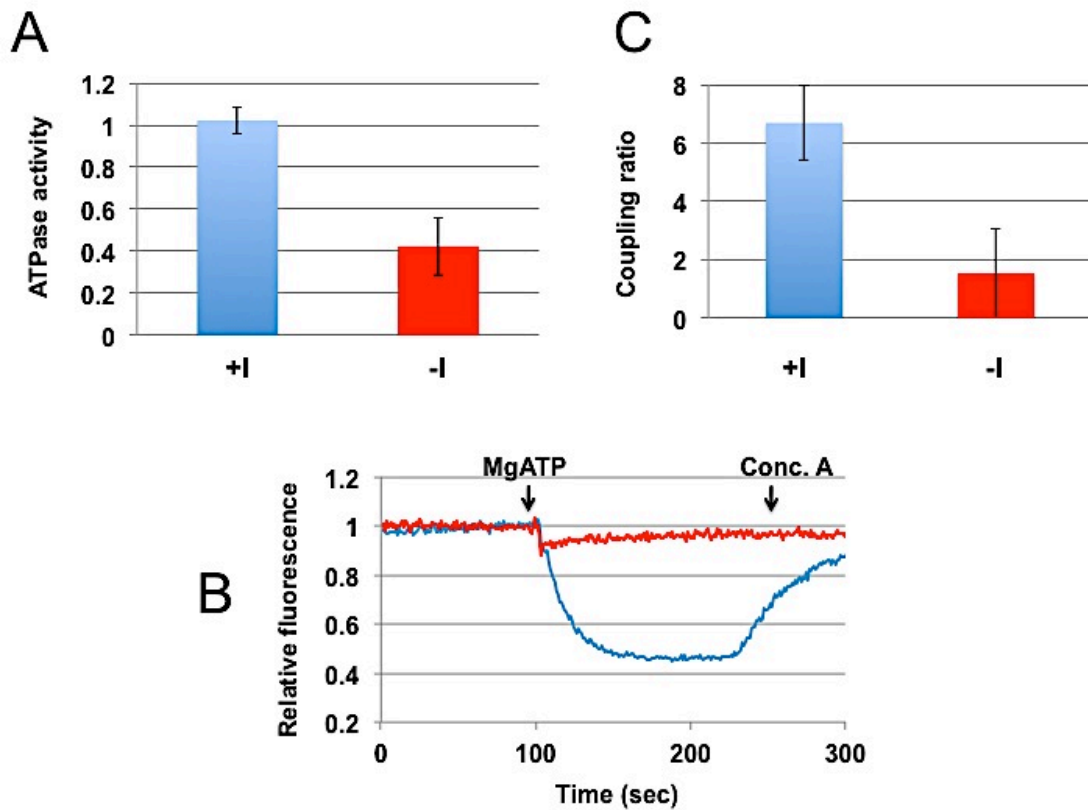 A
ATPase activity
1.2
1
0.8
0.6
0.4
0.2
0
+I
-I
C
Coupling ratio
8
6
4
2
0
+I
-I
B
Relative fluorescence
MgATP
Conc. A
1.2
1
0.8
0.6
0.4
0.2
0
100
200
300
Time (sec)